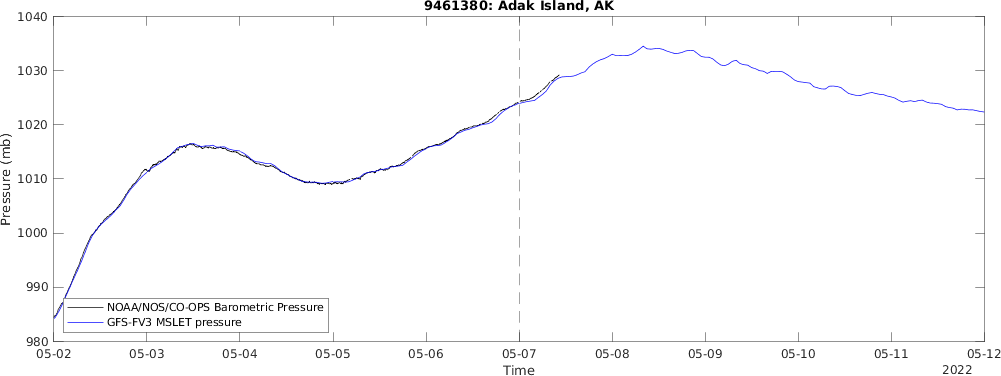 9461380: Adak Island, AK
Pressure (mb)
1040
1030
1020
1010
1000
990
980
NOAA/NOS/CO-OPS Barometric Pressure
GFS-FV3 MSLET pressure
05-02 05-03 05-04 05-05 05-06 05-07 05-08 05-09 05-10 05-11 05-12
Time
2022